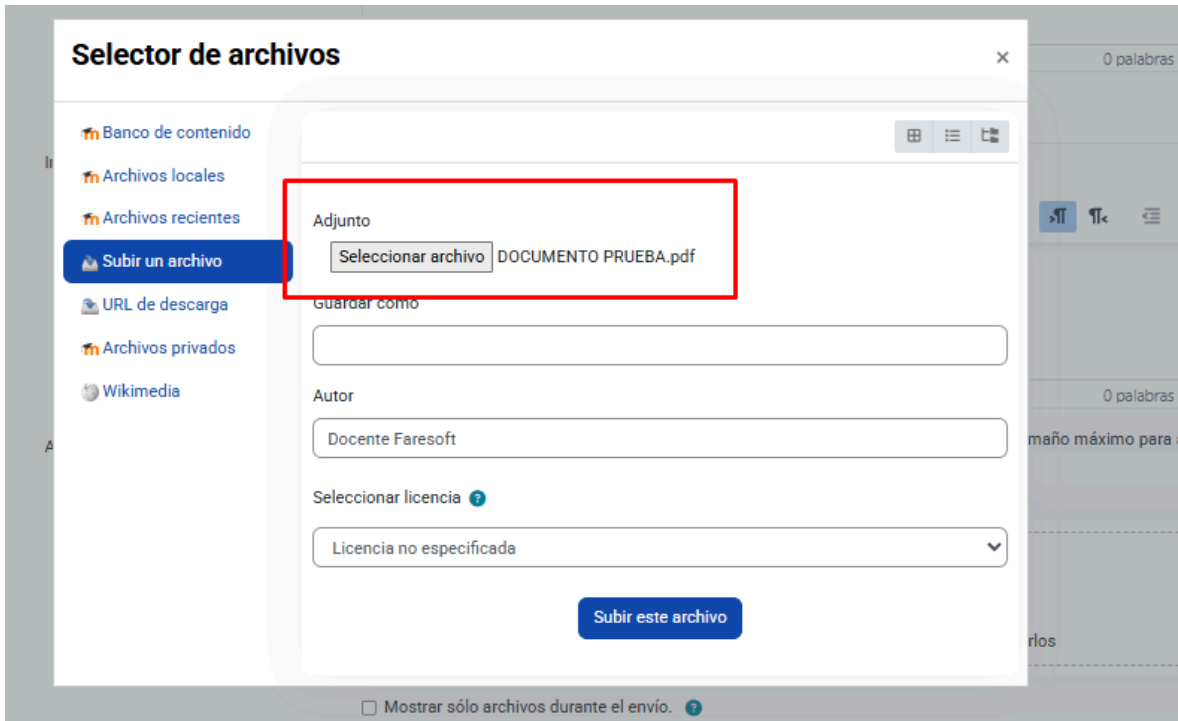 Selector de archivos
0 palabras
Banco de contenido
Archivos locales
Archivos recientes
Subir un archivo
URL de descarga
Archivos privados
Wikimedia
Adjunto
Seleccionar archivo DOCUMENTO PRUEBA.pdf
Guardar como
Autor
Docente Faresoft
Seleccionar licencia
Licencia no especificada
Subir este archivo
0 palabras
maño máximo para
rlos
Mostrar sólo archivos durante el envío.